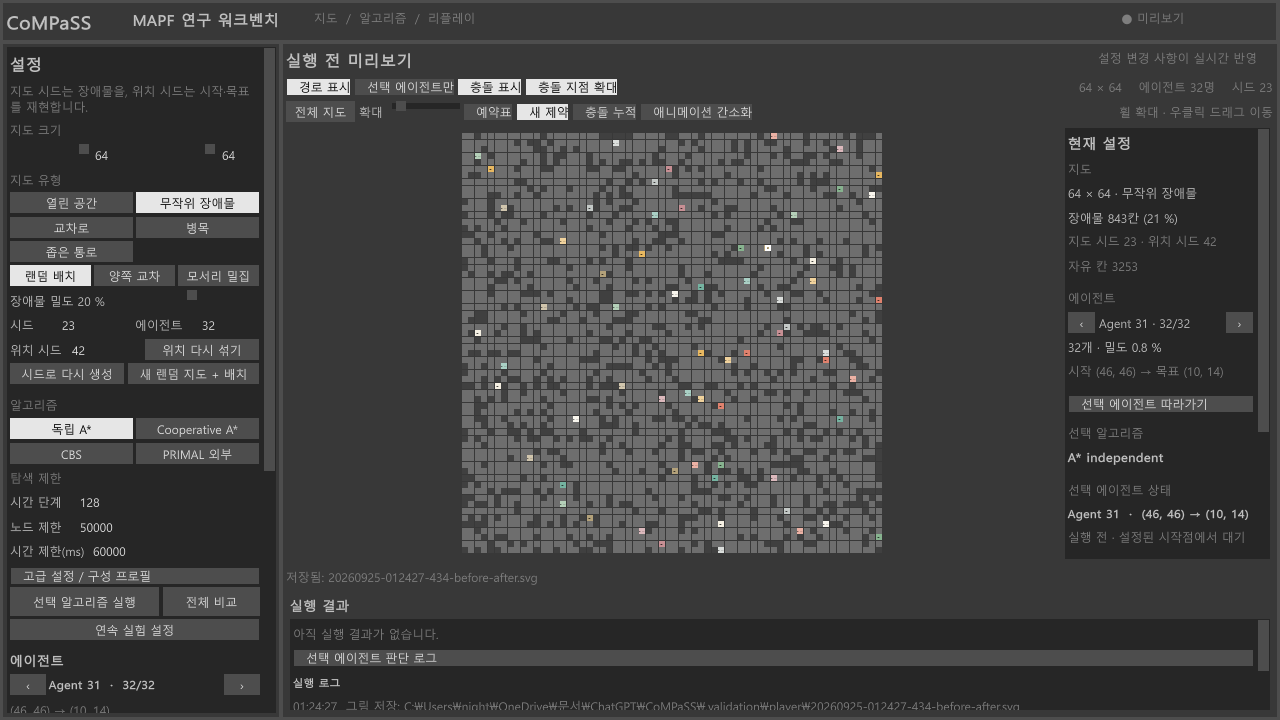 CoMPaSS
MAPF 연구 워크벤치
지도 / 알고리즘 / 리플레이
미리보기
설정
지도 시드는 장애물을, 위치 시드는 시작·목표
를 재현합니다.
지도 크기
64
64
지도 유형
열린 공간
무작위 장애물
교차로
병목
좁은 통로
랜덤 배치
양쪽 교차
모서리 밀집
장애물 밀도 20 %
시드 23
에이전트 32
위치 시드 42
위치 다시 섞기
시드로 다시 생성
새 랜덤 지도 + 배치
알고리즘
독립 A*
Cooperative A*
CBS
PRIMAL 외부
탐색 제한
시간 단계 128
노드 제한 50000
시간 제한(ms) 60000
고급 설정 / 구성 프로필
선택 알고리즘 실행
전체 비교
연속 실험 설정
에이전트
‹ Agent 31 · 32/32 ›
(46, 46) → (10, 14)
실행 전 미리보기
설정 변경 사항이 실시간 반영
경로 표시
선택 에이전트만
충돌 표시
충돌 지점 확대
64 × 64 에이전트 32명 시드 23
전체 지도
확대
예약표
새 제약
충돌 누적
애니메이션 간소화
휠 확대 · 우클릭 드래그 이동
현재 설정
지도
64 × 64 · 무작위 장애물
장애물 843칸 (21 %)
지도 시드 23 · 위치 시드 42
자유 칸 3253
에이전트
‹ Agent 31 · 32/32 ›
32개 · 밀도 0.8 %
시작 (46, 46) → 목표 (10, 14)
선택 에이전트 따라가기
선택 알고리즘
A* independent
선택 에이전트 상태
Agent 31 · (46, 46) → (10, 14)
실행 전 · 설정된 시작점에서 대기
저장됨: 20260925-012427-434-before-after.svg
실행 결과
아직 실행 결과가 없습니다.
선택 에이전트 판단 로그
실행 로그
01:24:27 그림 저장: C:₩Users₩night₩OneDrive₩문서₩ChatGPT₩CoMPaSS₩.validation₩player₩20260925-012427-434-before-after.svg